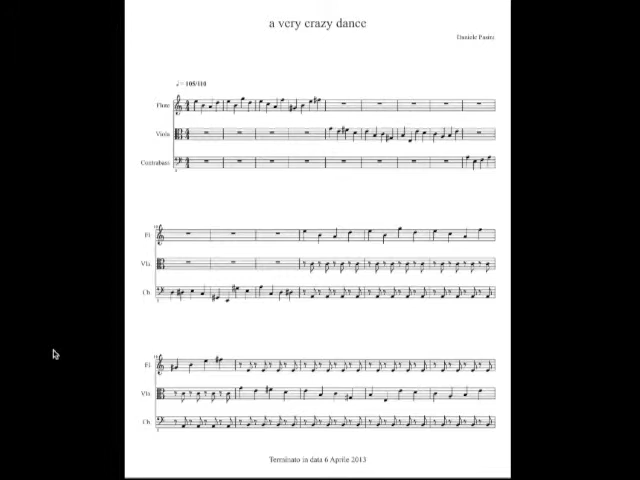 a very crazy dance
Daniele Pasini
♩= 105/110
Flute
Viola
Contrabass
Fl
Vla.
Cb.
Fl
Vla.
Cb.
Terminato in data 6 Aprile 2013